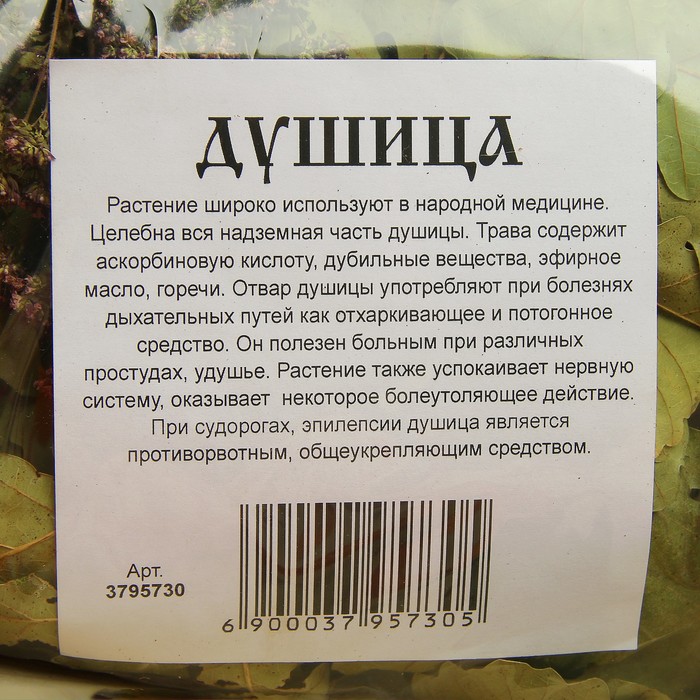 ДУШИЦА
Растение широко используют в народной медицине.
Целебна вся надземная часть душицы. Трава содержит
аскорбиновую кислоту, дубильные вещества, эфирное
масло, горечи. Отвар душицы употребляют при болезнях
дыхательных путей как отхаркивающее и потогонное
средство. Он полезен больным при различных
простудах, удушье. Растение также успокаивает нервную
систему, оказывает некоторое болеутоляющее действие.
При судорогах, эпилепсии душица является
противорвотным, общеукрепляющим средством.
Арт.
3795730
6 900037 957305